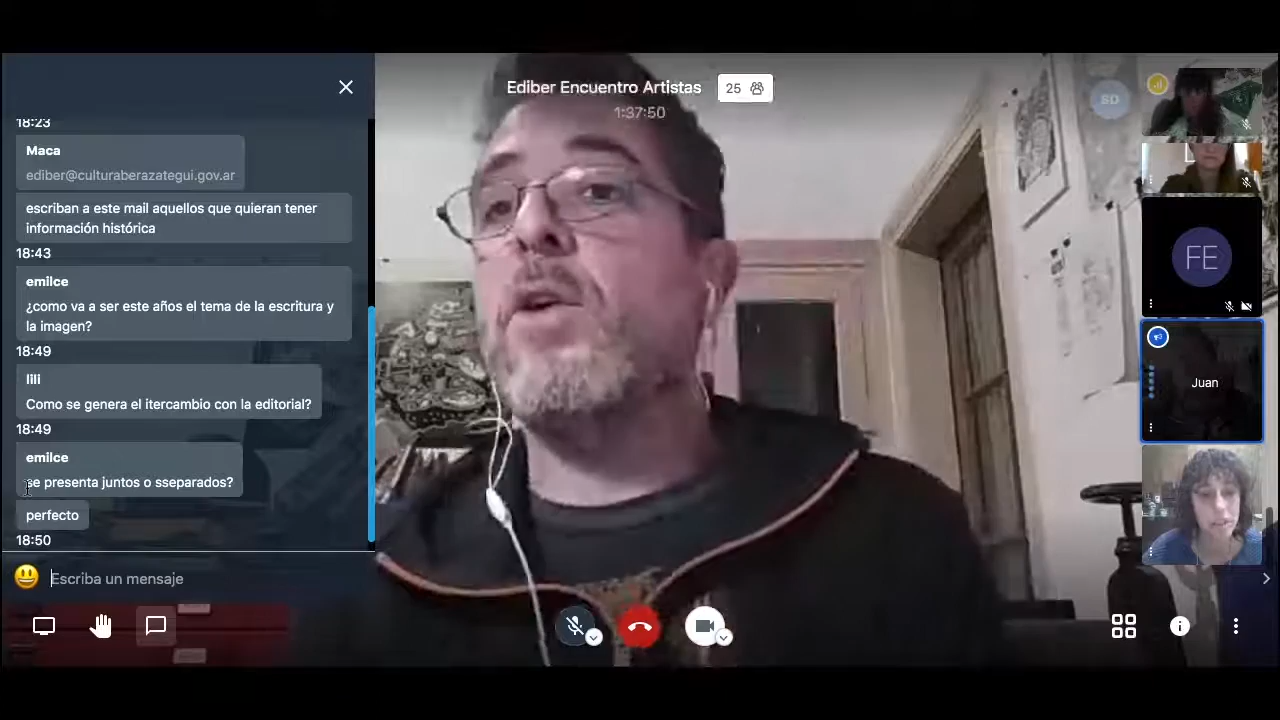 Ediber Encuentro Artistas
25
1:37:50
18:23
Maca
ediber@culturaberazategui.gov.ar
escriban a este mail aquellos que quieran tener
información histórica
18:43
emilce
¿como va a ser este años el tema de la escritura y
la imagen?
18:49
lili
Como se genera el itercambio con la editorial?
18:49
emilce
se presenta juntos o sseparados?
perfecto
18:50
Escriba un mensaje
SD
FE
Juan